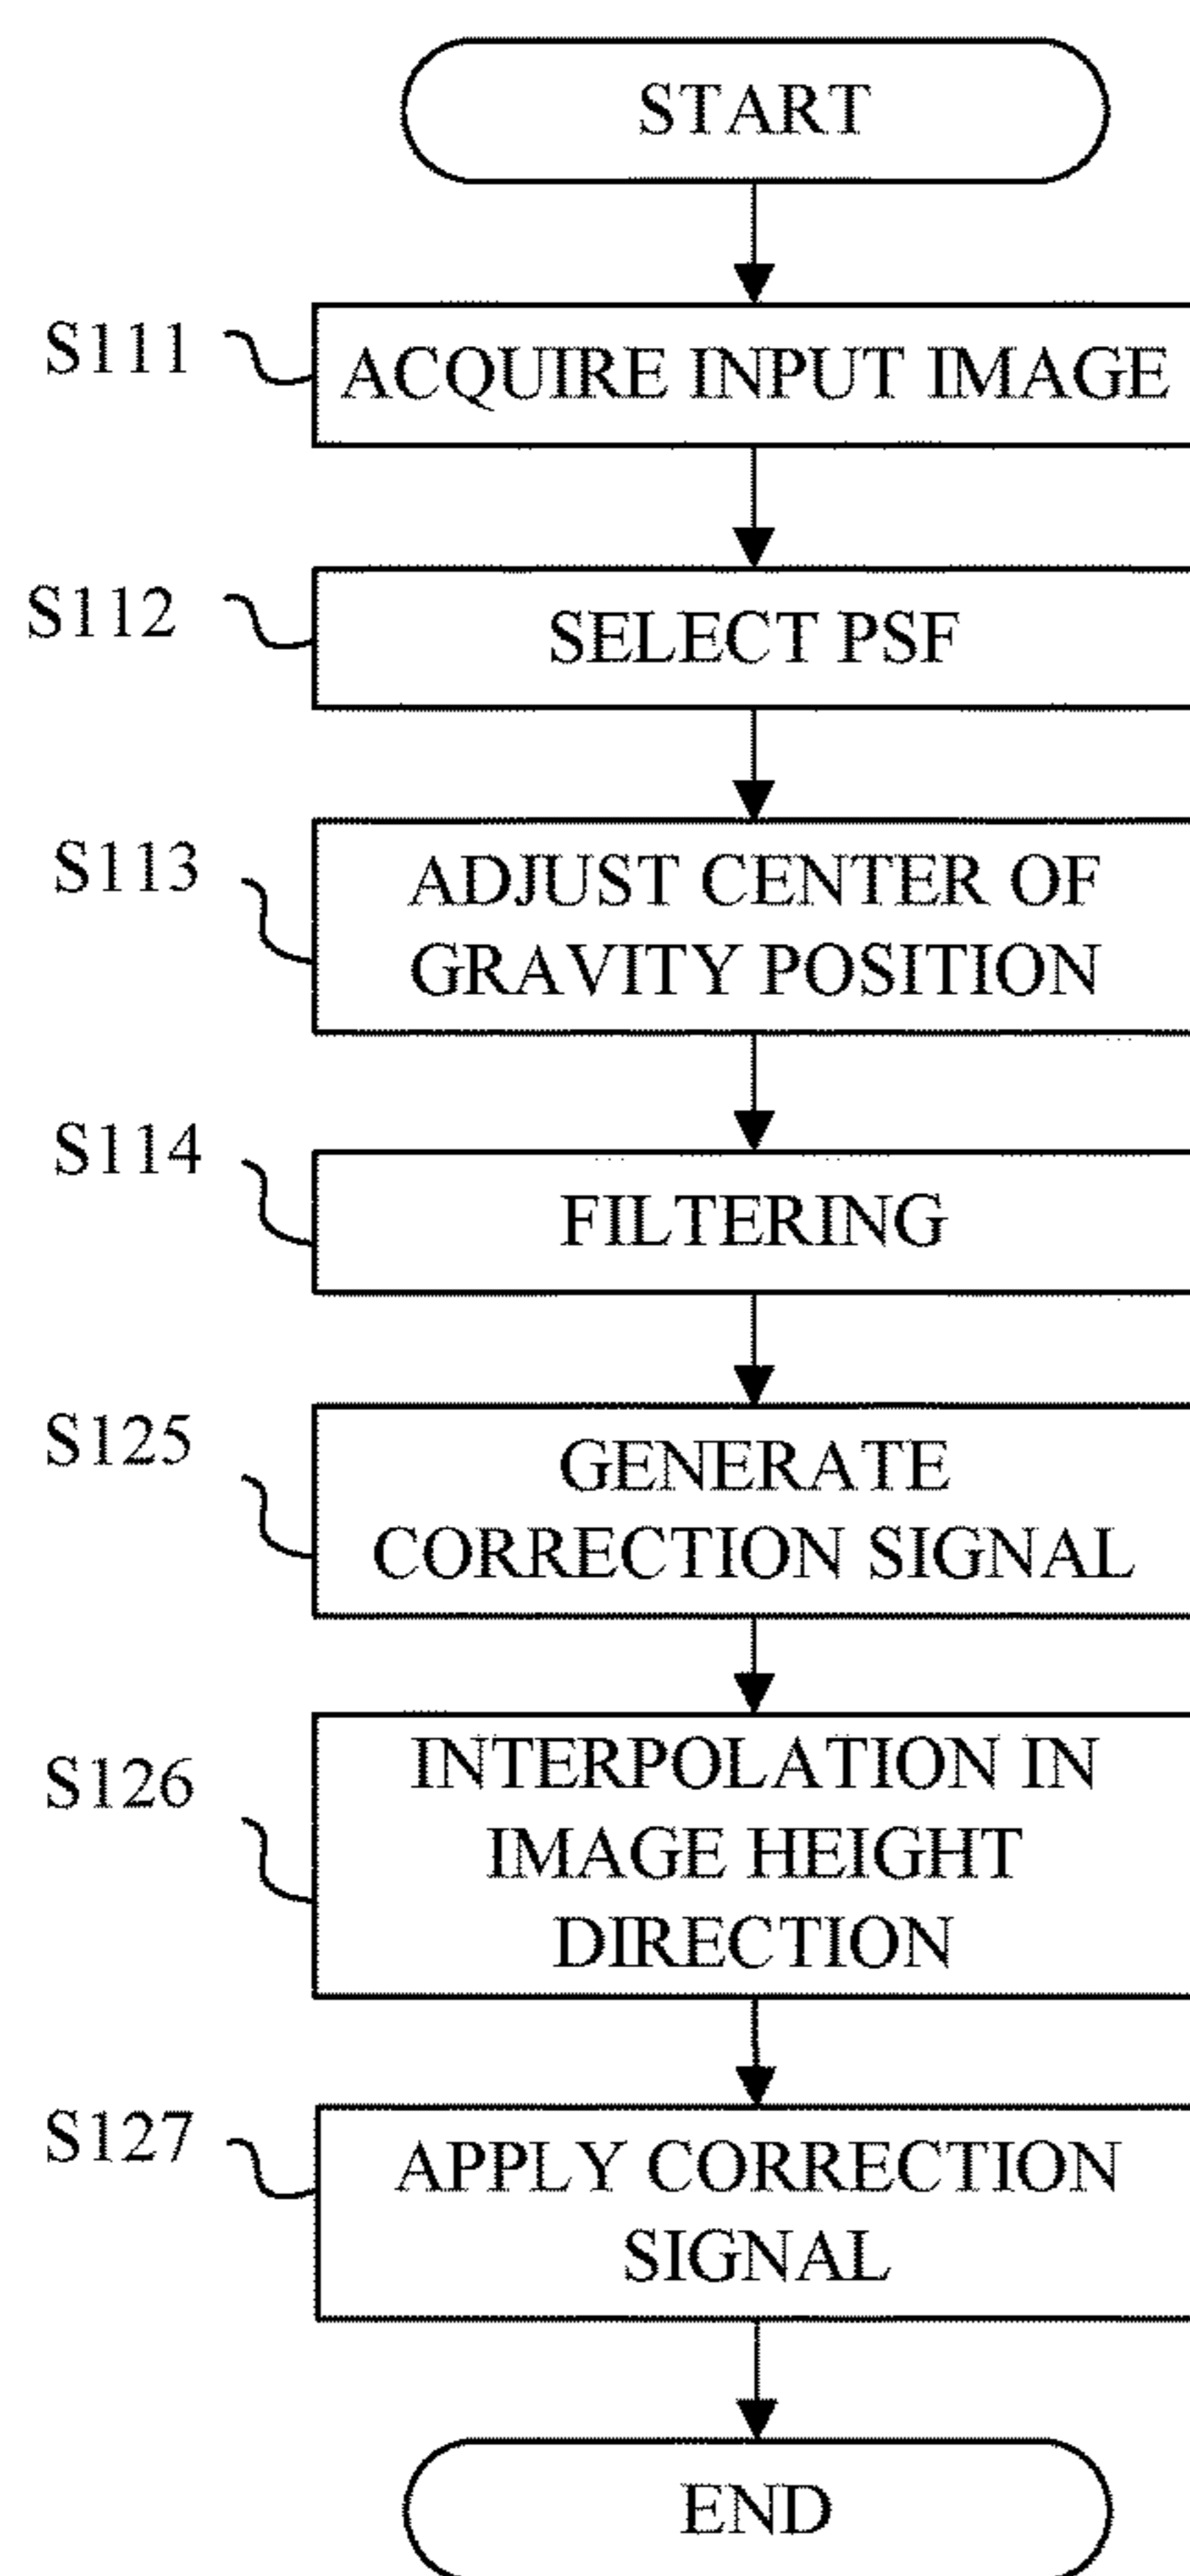 START
S111
ACQUIRE INPUT IMAGE
S112
SELECT PSF
S113
ADJUST CENTER OF
GRAVITY POSITION
S114
FILTERING
S125
GENERATE
CORRECTION SIGNAL
S126
INTERPOLATION IN
IMAGE HEIGHT
DIRECTION
S127
APPLY CORRECTION
SIGNAL
END